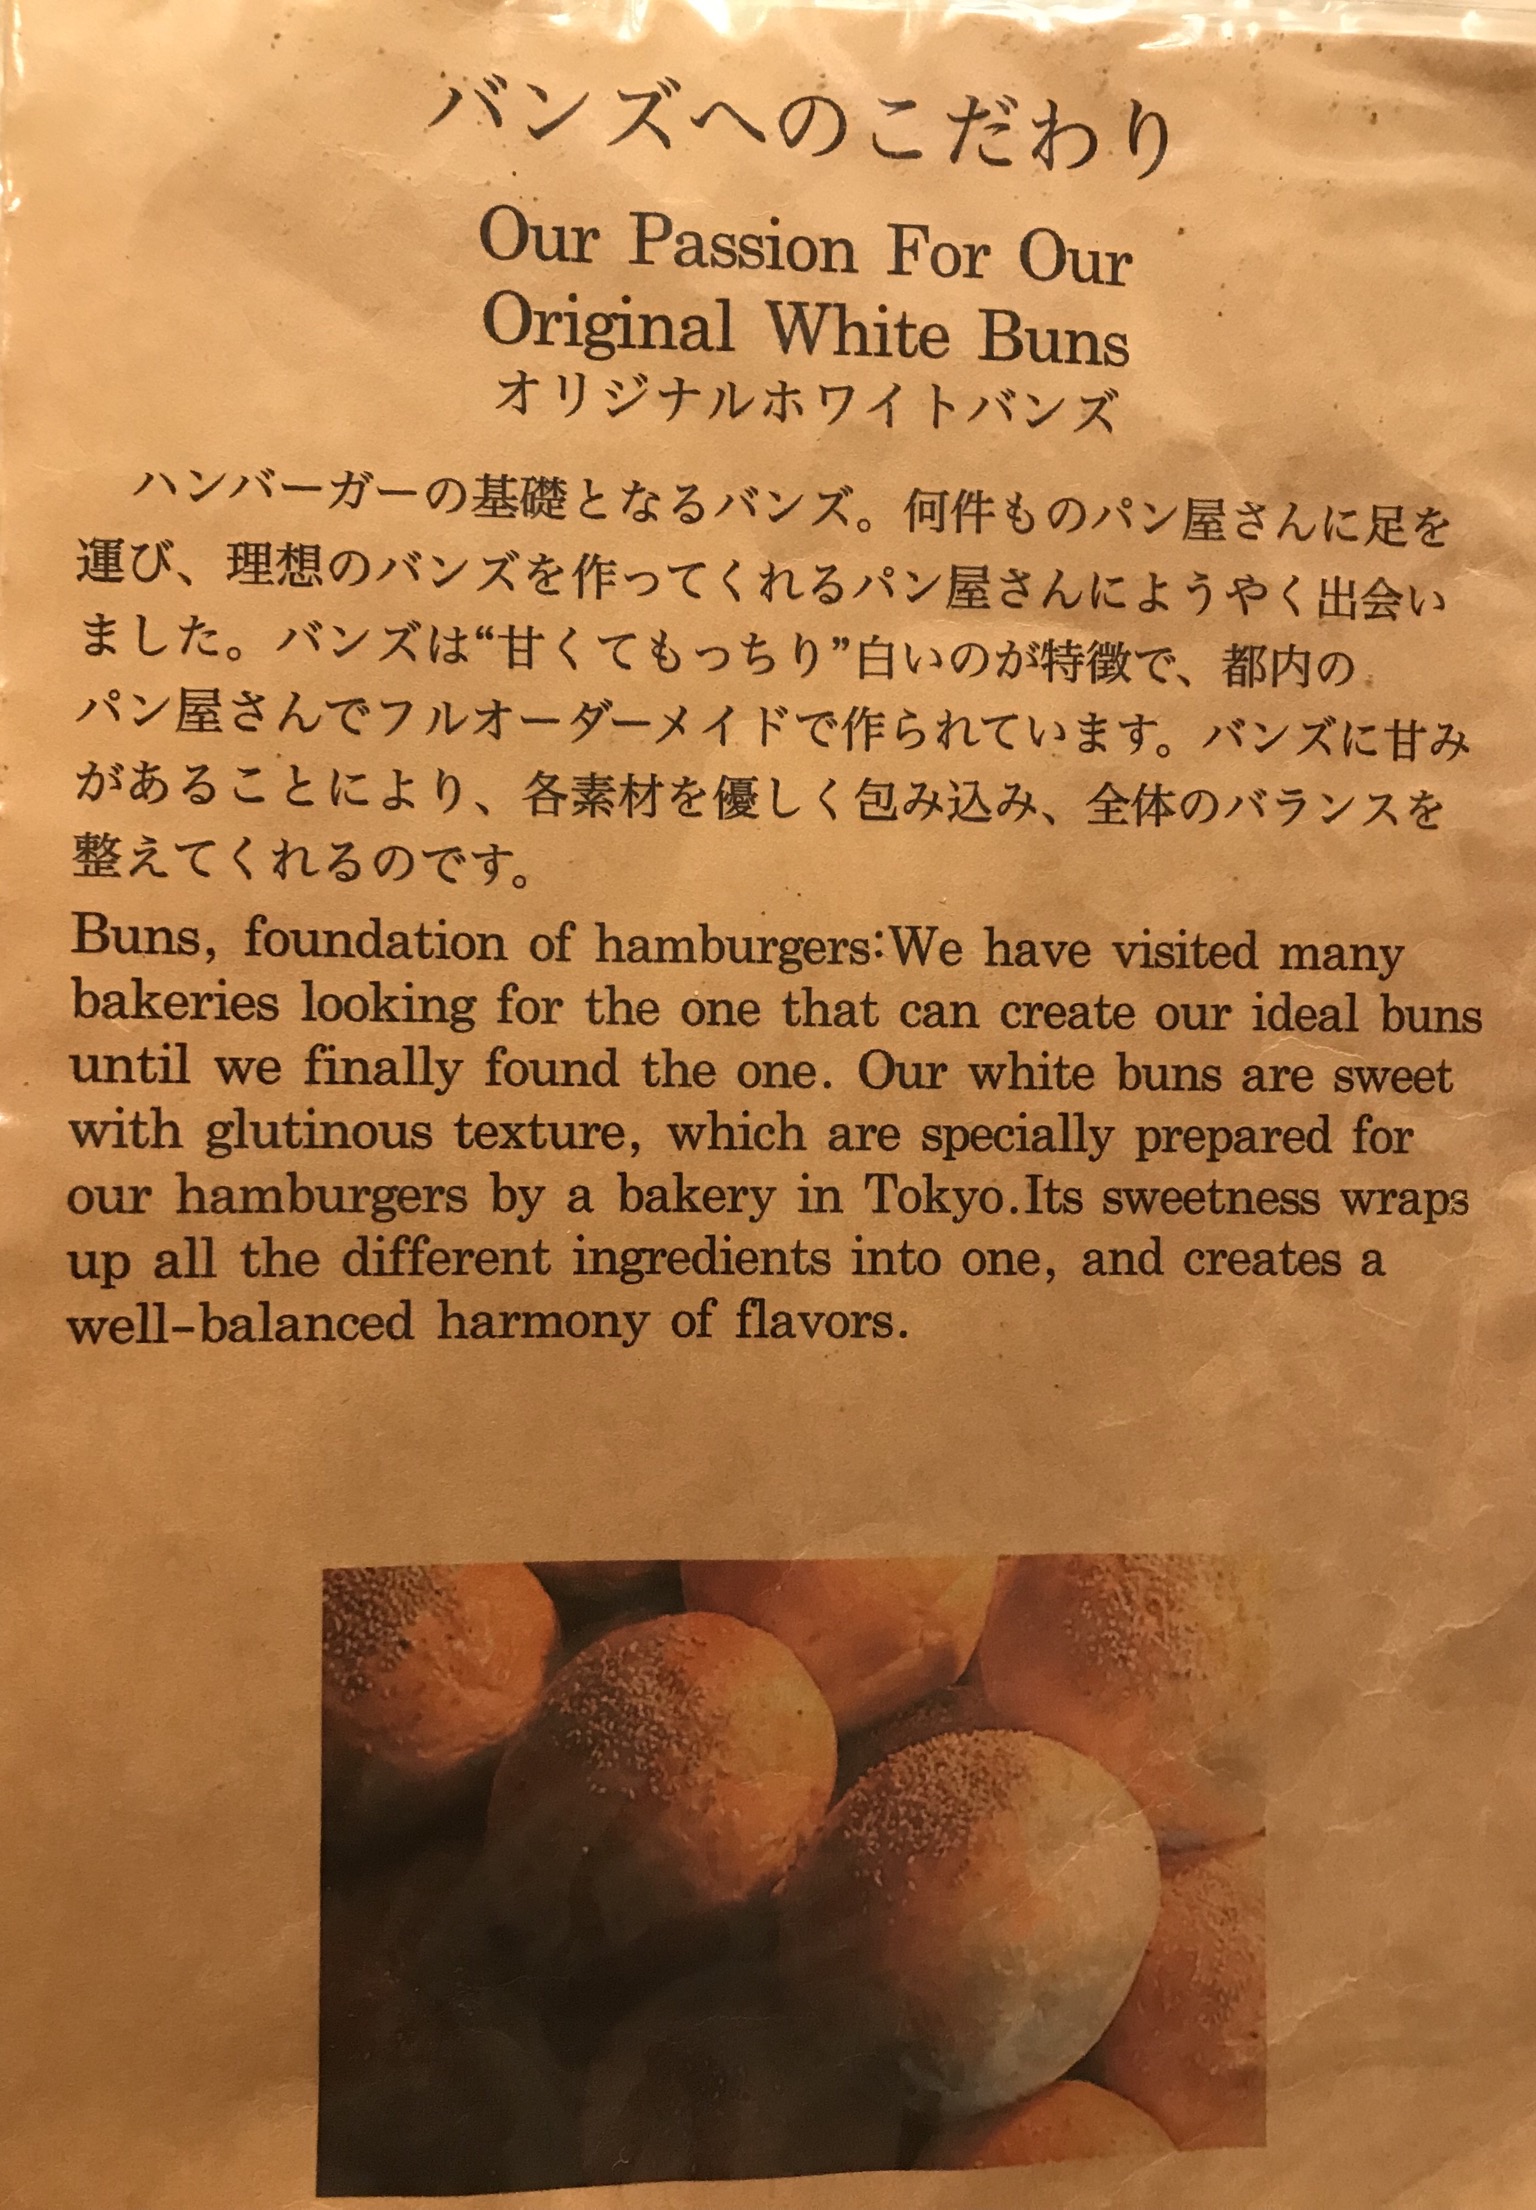 バンズへのこだわり
Our Passion For Our
Original White Buns
オリジナルホワイトバンズ
ハンバーガーの基礎となるバンズ。何件ものパン屋さんに足を
運び、理想のバンズを作ってくれるパン屋さんにようやく出会い
ました。バンズは“甘くてもっちり”白いのが特徴で、都内の
パン屋さんでフルオーダーメイドで作られています。バンズに甘み
があることにより、各素材を優しく包み込み、全体のバランスを
整えてくれるのです。
Buns, foundation of hamburgers:We have visited many
bakeries looking for the one that can create our ideal buns
until we finally found the one. Our white buns are sweet
with glutinous texture, which are specially prepared for
our hamburgers by a bakery in Tokyo.Its sweetness wraps
up all the different ingredients into one, and creates a
well-balanced harmony of flavors.